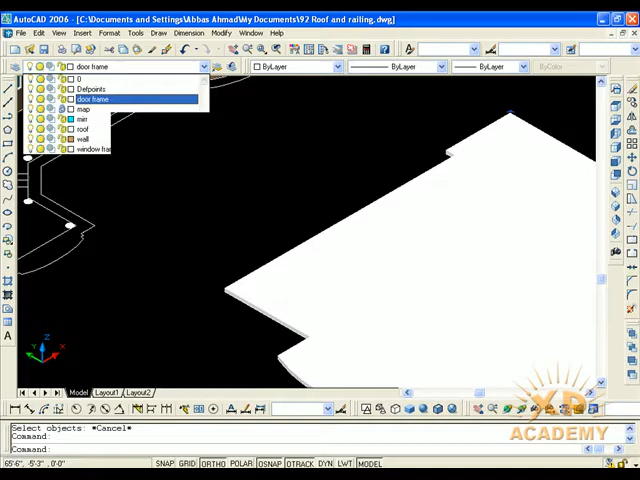 AutoCAD 2006 - [C:\Documents and Settings\Abbas Ahmad\My Documents\92 Roof and railing.dwg]
File Edit View Insert Format Tools Draw Dimension Modify Window Help
door frame
ByLayer
ByLayer
ByLayer
ByColor
0
Defpoints
door frame
map
mirr
roof
wall
window frar
Z
Y
X
XD
ACADEMY
Model
Layout1
Layout2
Select objects: *Cancel*
Command:
Command:
65'-6", -5'-3" , 0'-0"
SNAP GRID ORTHO POLAR OSNAP OTRACK DYN LWT MODEL